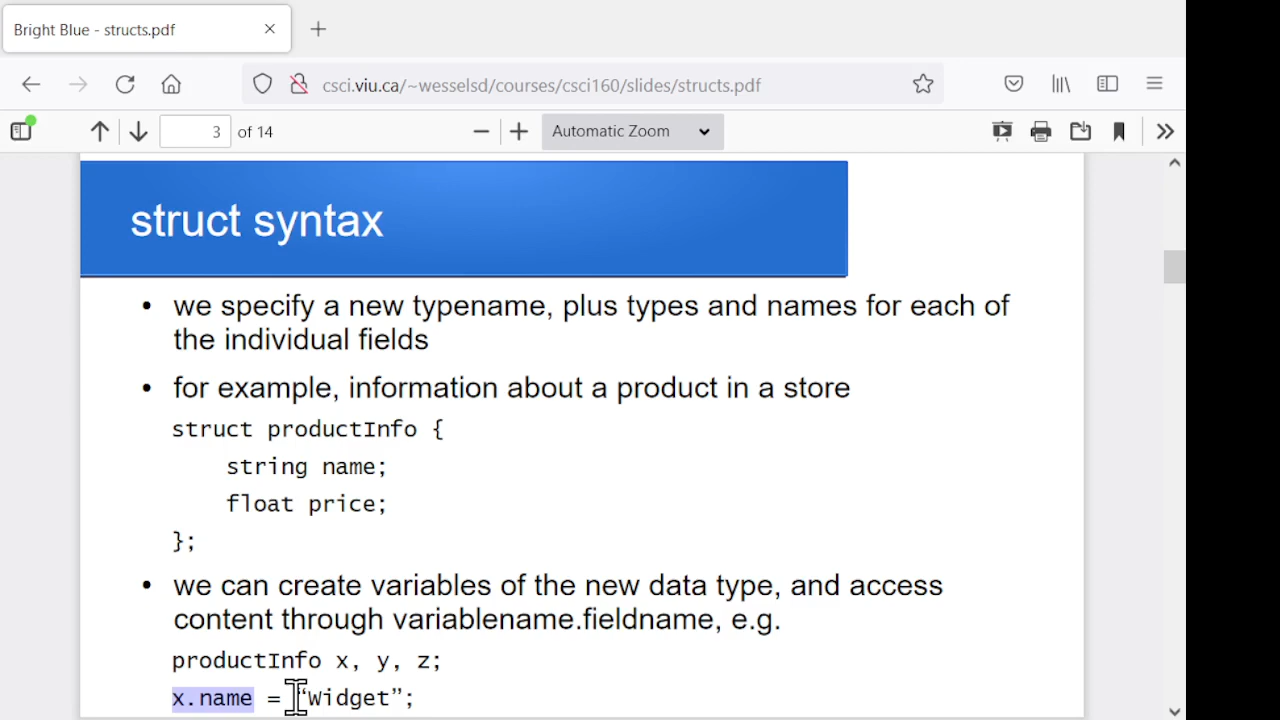 Bright Blue - structs.pdf
csci.viu.ca/~wesselsd/courses/csci160/slides/structs.pdf
3 of 14
Automatic Zoom
struct syntax
• we specify a new typename, plus types and names for each of
the individual fields
• for example, information about a product in a store
struct productInfo {
string name;
float price;
};
• we can create variables of the new data type, and access
content through variablename.fieldname, e.g.
productInfo x, y, z;
x.name = “Widget”;